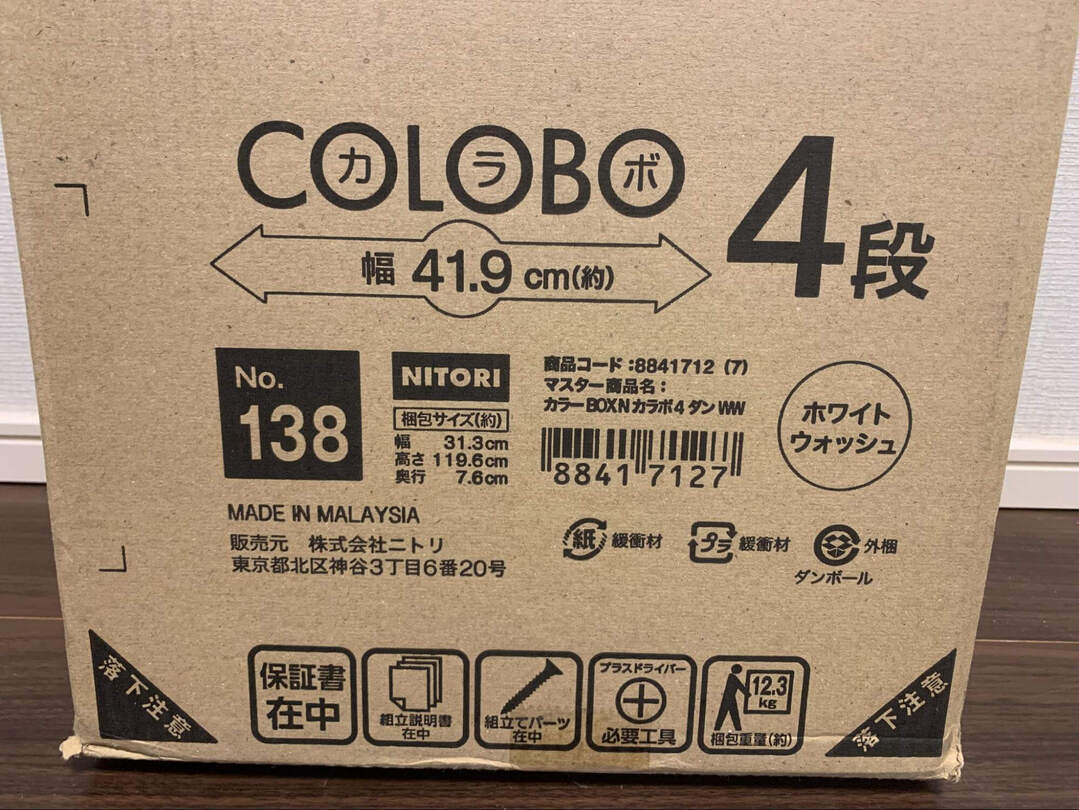 COLOBO
カラボ
4段
幅 41.9 cm(約)
No.
138
NITORI
梱包サイズ(約)
幅 31.3cm
高さ 119.6cm
奥行 7.6cm
商品コード:8841712 (7)
マスター商品名:
カラーBOXNカラボ4ダンWW
88417127
ホワイト
ウォッシュ
MADE IN MALAYSIA
販売元 株式会社ニトリ
東京都北区神谷3丁目6番20号
紙 緩衝材
プラ 緩衝材
外梱
ダンボール
落下注意
保証書
在中
組立説明書
在中
組立てパーツ
在中
プラスドライバー
必要工具
12.3
kg
梱包重量(約)
落下注意